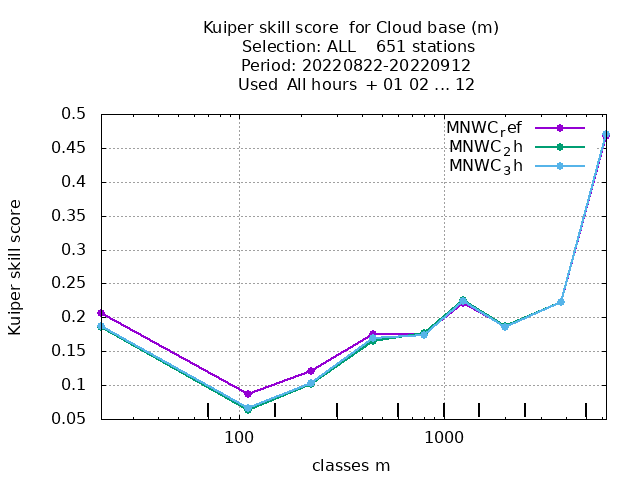 Kuiper skill score  for Cloud base (m)
Selection: ALL    651 stations
Period: 20220822-20220912
Used  All hours  + 01 02 ... 12
MNWC_ref
MNWC_2h
MNWC_3h
0.5
0.45
0.4
0.35
0.3
0.25
0.2
0.15
0.1
0.05
Kuiper skill score
100
1000
classes m